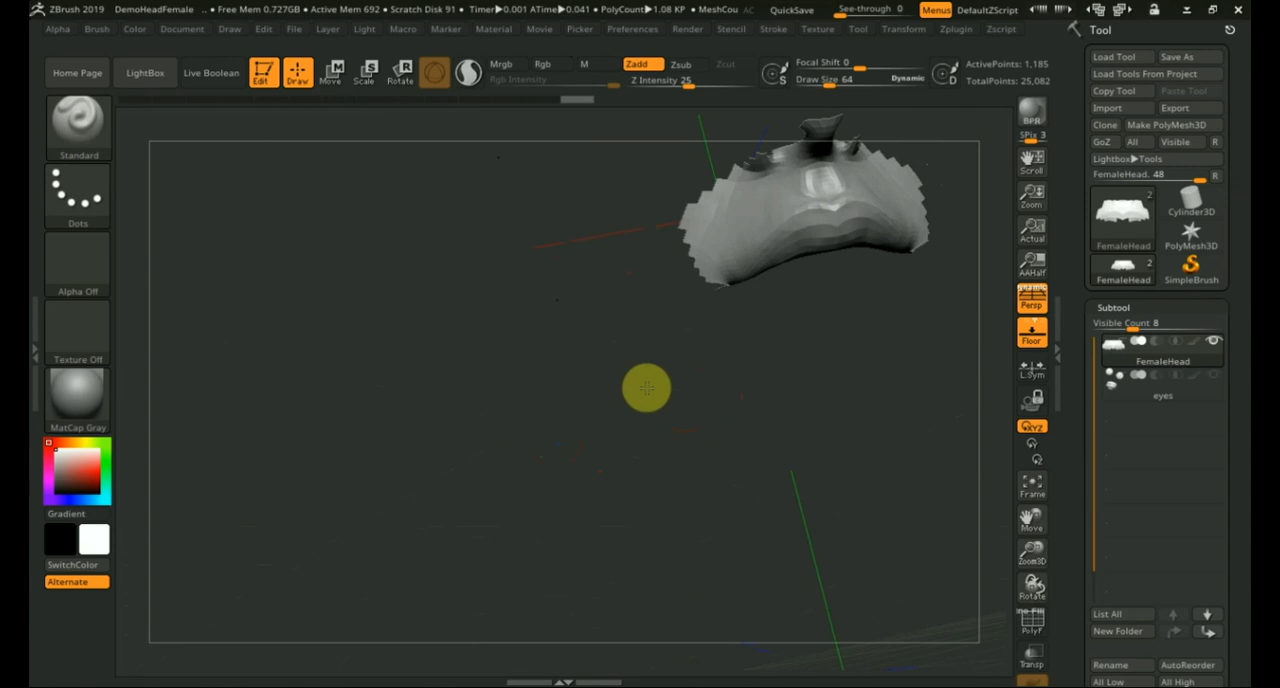 ZBrush 2019 DemoHeadFemale .. • Free Mem 0.727GB • Active Mem 692 • Scratch Disk 91 • Timer▶0.001 ATime▶0.041 • PolyCount▶1.08 KP • MeshCou AC QuickSave See-through 0 Menus DefaultZScript
Alpha Brush Color Document Draw Edit File Layer Light Macro Marker Material Movie Picker Preferences Render Stencil Stroke Texture Tool Transform Zplugin Zscript
Home Page LightBox Live Boolean Edit Draw Move Scale Rotate
Mrgb Rgb M Zadd Zsub Zcut
Rgb Intensity Z Intensity 25
Focal Shift 0
Draw Size 64 Dynamic
ActivePoints: 1,185
TotalPoints: 25,082
S
D
Standard
Dots
Alpha Off
Texture Off
MatCap Gray
Gradient
SwitchColor
Alternate
BPR
SPix 3
Scroll
Zoom
Actual
AAHalf
Dynamic
Persp
Floor
L.Sym
XYZ
Frame
Move
Zoom3D
Rotate
Line Fill
PolyF
Transp
Tool
Load Tool Save As
Load Tools From Project
Copy Tool Paste Tool
Import Export
Clone Make PolyMesh3D
GoZ All Visible R
Lightbox▶Tools
FemaleHead. 48 R
2
FemaleHead Cylinder3D
PolyMesh3D
2
FemaleHead SimpleBrush
Subtool
Visible Count 8
FemaleHead
eyes
List All
New Folder
Rename AutoReorder
All Low All High